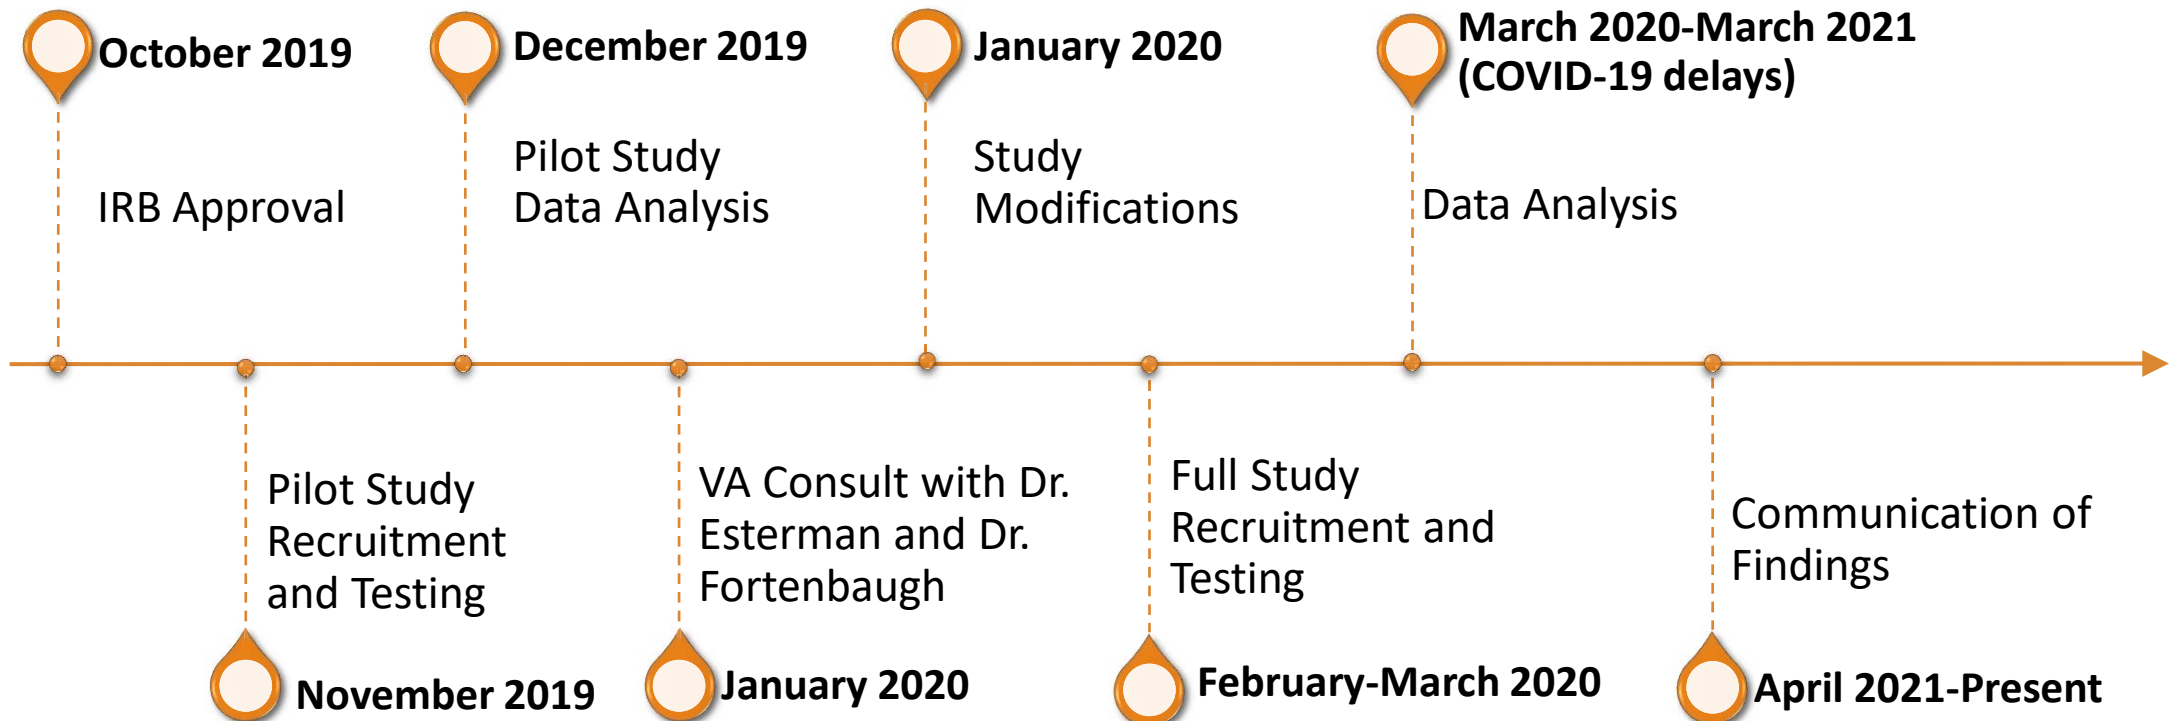 October 2019
IRB Approval
December 2019
Pilot Study
Data Analysis
January 2020
Study
Modifications
March 2020-March 2021
(COVID-19 delays)
Data Analysis
Pilot Study
Recruitment
and Testing
November 2019
VA Consult with Dr.
Esterman and Dr.
Fortenbaugh
January 2020
Full Study
Recruitment and
Testing
February-March 2020
Communication of
Findings
April 2021-Present